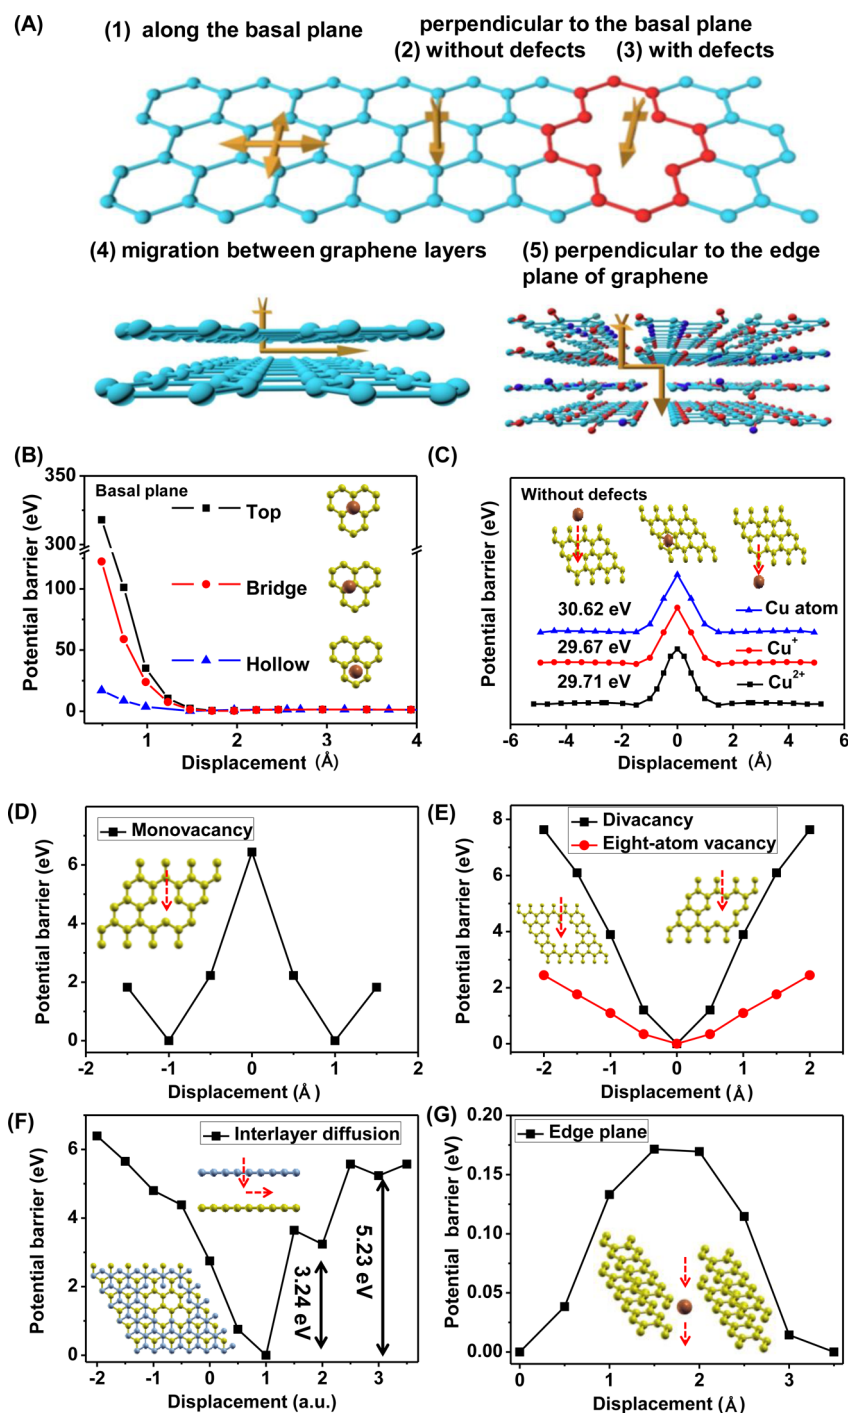 (A)
(1) along the basal plane
perpendicular to the basal plane
(2) without defects
(3) with defects
(4) migration between graphene layers
(5) perpendicular to the edge
plane of graphene
(B)
Potential barrier (eV)
350
300
100
50
0
Basal plane
Top
Bridge
Hollow
1
2
3
4
Displacement (Å)
(C)
Potential barrier (eV)
Without defects
30.62 eV
Cu atom
29.67 eV
Cu+
29.71 eV
Cu2+
-6
-4
-2
0
2
4
6
Displacement (Å)
(D)
Potential barrier (eV)
6
4
2
0
Monovacancy
-2
-1
0
1
2
Displacement (Å)
(E)
Potential barrier (eV)
8
6
4
2
0
Divacancy
Eight-atom vacancy
-2
-1
0
1
2
Displacement (Å)
(F)
Potential barrier (eV)
6
4
2
0
Interlayer diffusion
3.24 eV
5.23 eV
-2
-1
0
1
2
3
Displacement (a.u.)
(G)
Potential barrier (eV)
0.20
0.15
0.10
0.05
0.00
Edge plane
0
1
2
3
Displacement (Å)